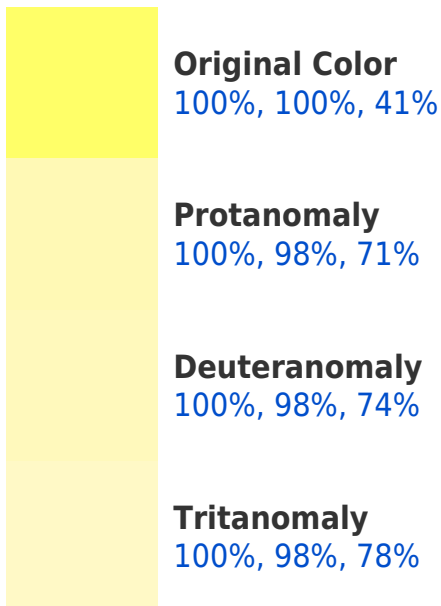 Original Color
100%, 100%, 41%
Protanomaly
100%, 98%, 71%
Deuteranomaly
100%, 98%, 74%
Tritanomaly
100%, 98%, 78%